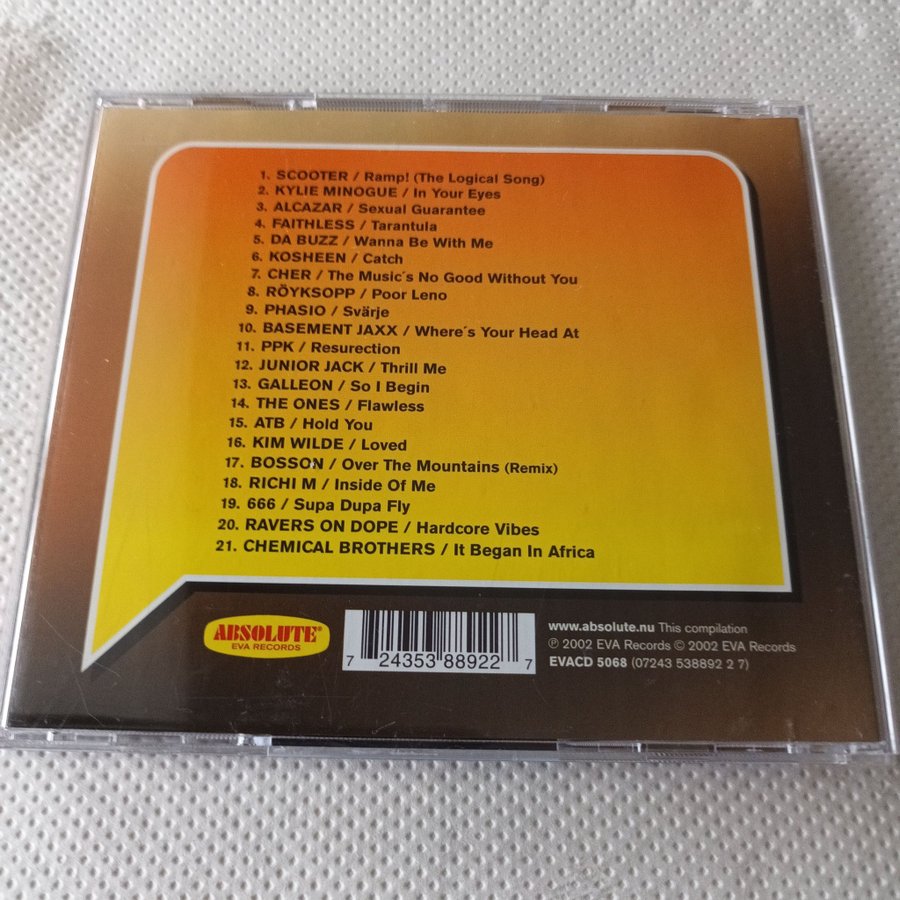 1. SCOOTER / Ramp! (The Logical Song)
2. KYLIE MINOGUE / In Your Eyes
3. ALCAZAR / Sexual Guarantee
4. FAITHLESS / Tarantula
5. DA BUZZ / Wanna Be With Me
6. KOSHEEN / Catch
7. CHER / The Music´s No Good Without You
8. RÖYKSOPP / Poor Leno
9. PHASIO / Svärje
10. BASEMENT JAXX / Where´s Your Head At
11. PPK / Resurection
12. JUNIOR JACK / Thrill Me
13. GALLEON / So I Begin
14. THE ONES / Flawless
15. ATB / Hold You
16. KIM WILDE / Loved
17. BOSSON / Over The Mountains (Remix)
18. RICHI M / Inside Of Me
19. 666 / Supa Dupa Fly
20. RAVERS ON DOPE / Hardcore Vibes
21. CHEMICAL BROTHERS / It Began In Africa
ABSOLUTE®
EVA RECORDS
7 24353 88922 7
www.absolute.nu This compilation
℗ 2002 EVA Records © 2002 EVA Records
EVACD 5068 (07243 538892 2 7)